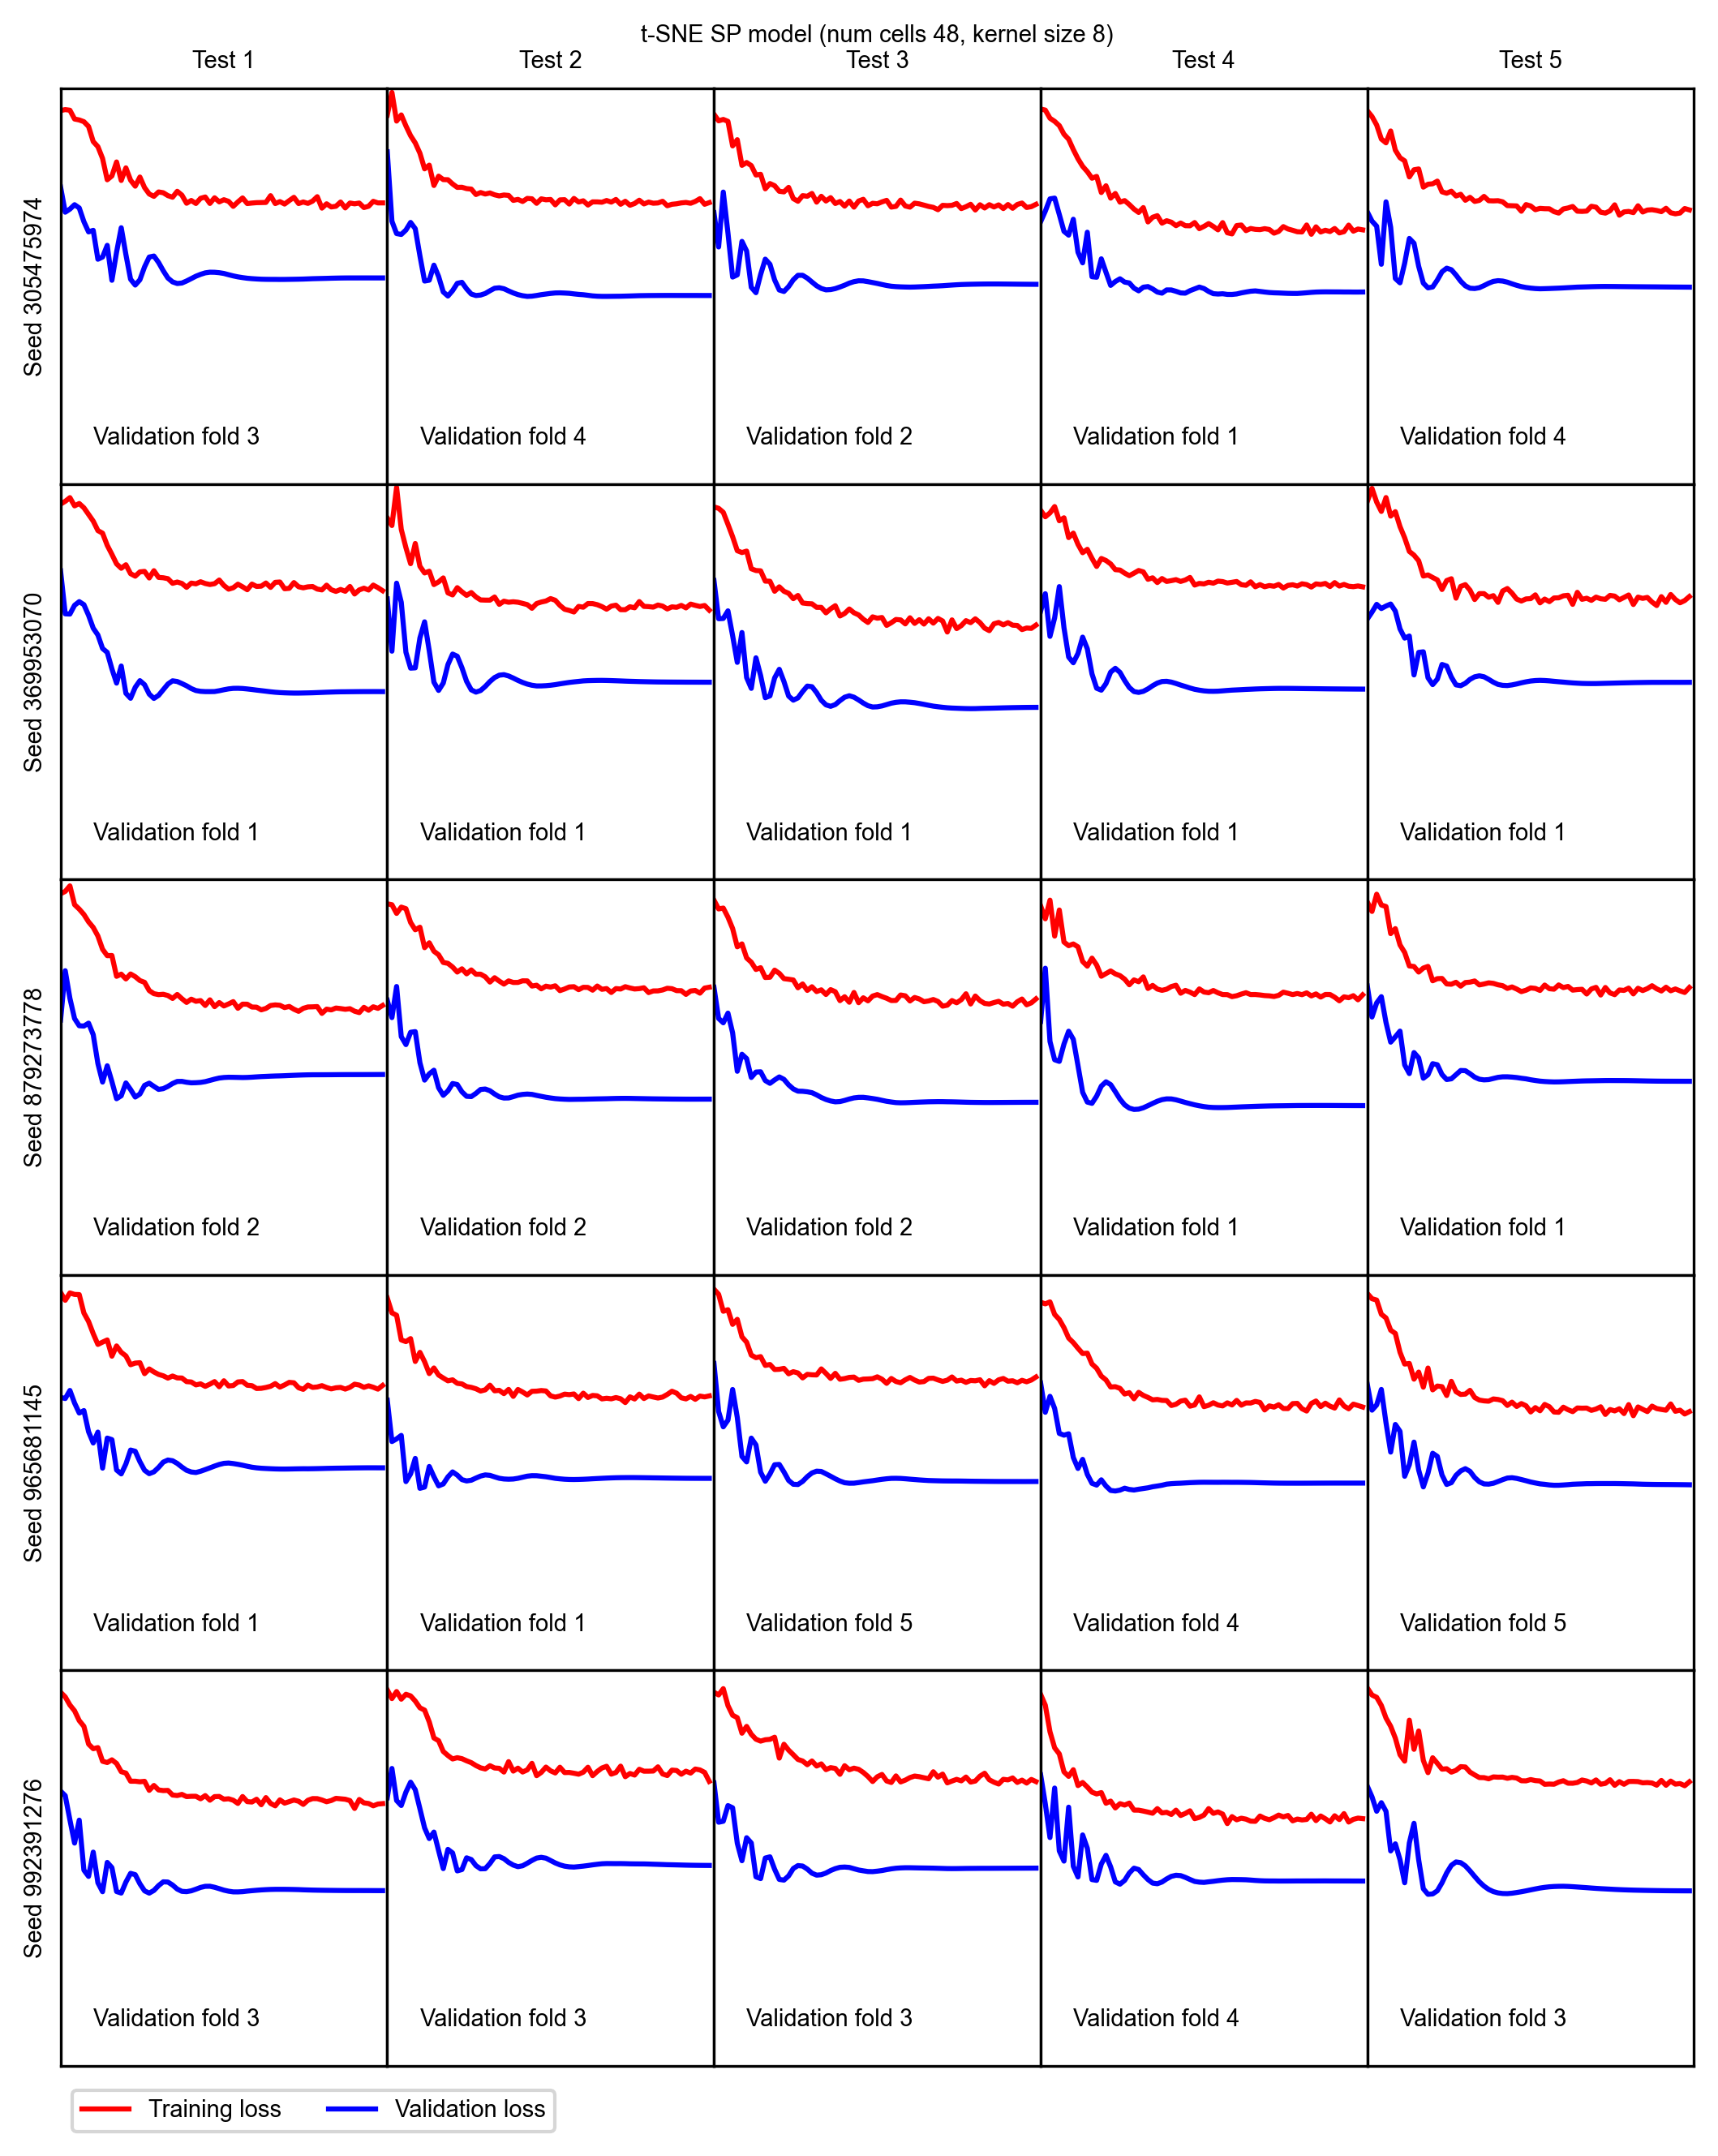 t-SNE SP model (num cells 48, kernel size 8)
Test 1 Test 2 Test 3 Test 4 Test 5
Seed 305475974
Validation fold 3 Validation fold 4 Validation fold 2 Validation fold 1 Validation fold 4
Seed 369953070
Validation fold 1 Validation fold 1 Validation fold 1 Validation fold 1 Validation fold 1
Seed 879273778
Validation fold 2 Validation fold 2 Validation fold 2 Validation fold 1 Validation fold 1
Seed 965681145
Validation fold 1 Validation fold 1 Validation fold 5 Validation fold 4 Validation fold 5
Seed 992391276
Validation fold 3 Validation fold 3 Validation fold 3 Validation fold 4 Validation fold 3
Training loss Validation loss